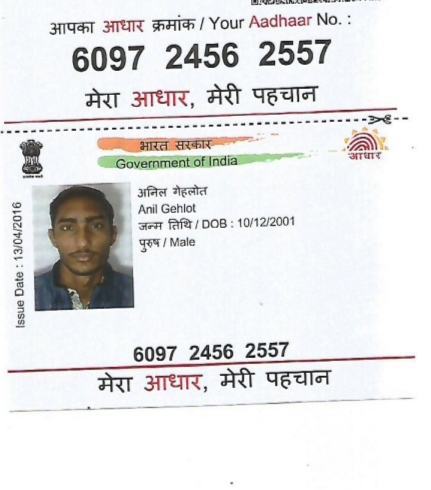 आपका आधार क्रमांक / Your Aadhaar No. :
6097 2456 2557
मेरा आधार, मेरी पहचान
भारत सरकार
Government of India
आधार
अनिल गेहलोत
Anil Gehlot
जन्म तिथि / DOB : 10/12/2001
पुरुष / Male
Issue Date : 13/04/2016
6097 2456 2557
मेरा आधार, मेरी पहचान